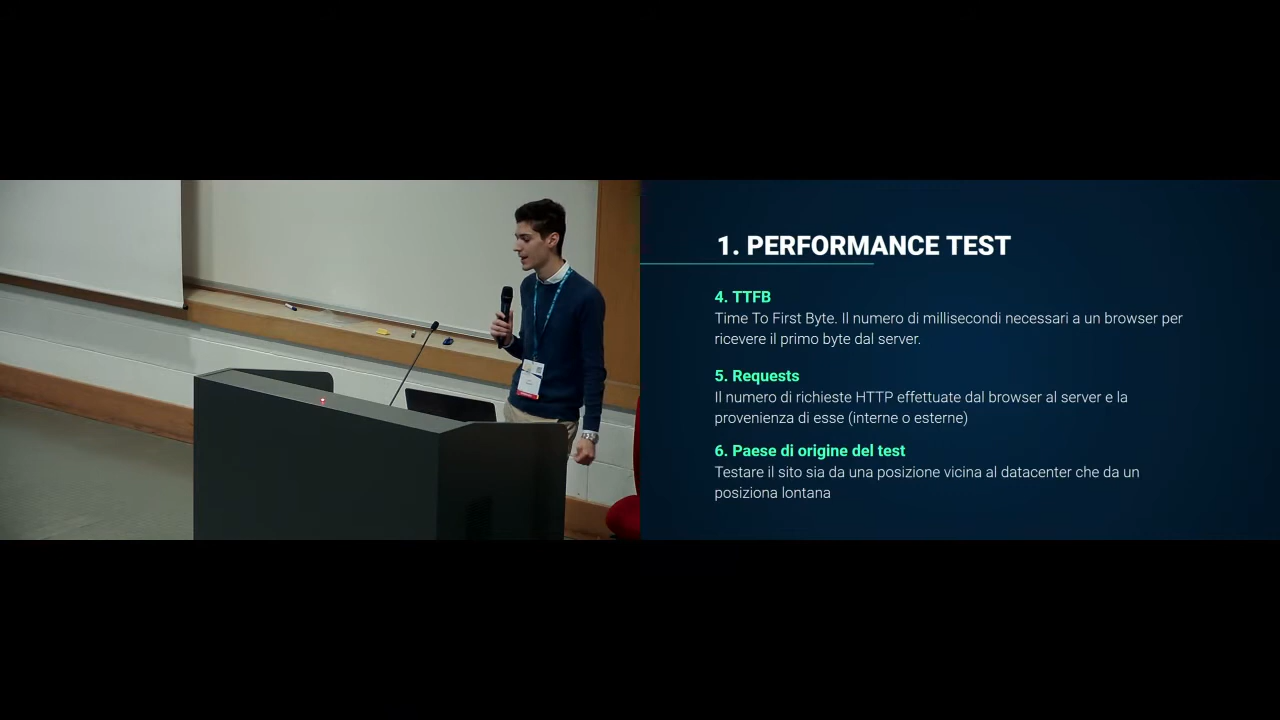 1. PERFORMANCE TEST
4. TTFB
Time To First Byte. Il numero di millisecondi necessari a un browser per
ricevere il primo byte dal server.
5. Requests
Il numero di richieste HTTP effettuate dal browser al server e la
provenienza di esse (interne o esterne)
6. Paese di origine del test
Testare il sito sia da una posizione vicina al datacenter che da un
posiziona lontana